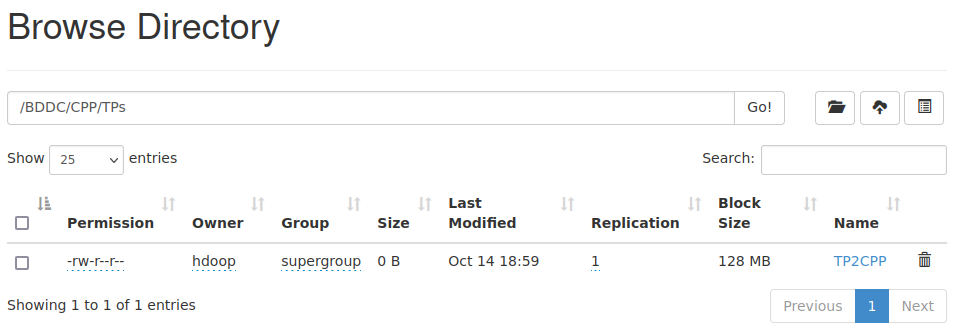 Browse Directory
/BDDC/CPP/TPs Go!
Show 25 entries Search:
Permission Owner Group Size Last Modified Replication Block Size Name
-rw-r--r-- hdoop supergroup 0 B Oct 14 18:59 1 128 MB TP2CPP
Showing 1 to 1 of 1 entries Previous 1 Next